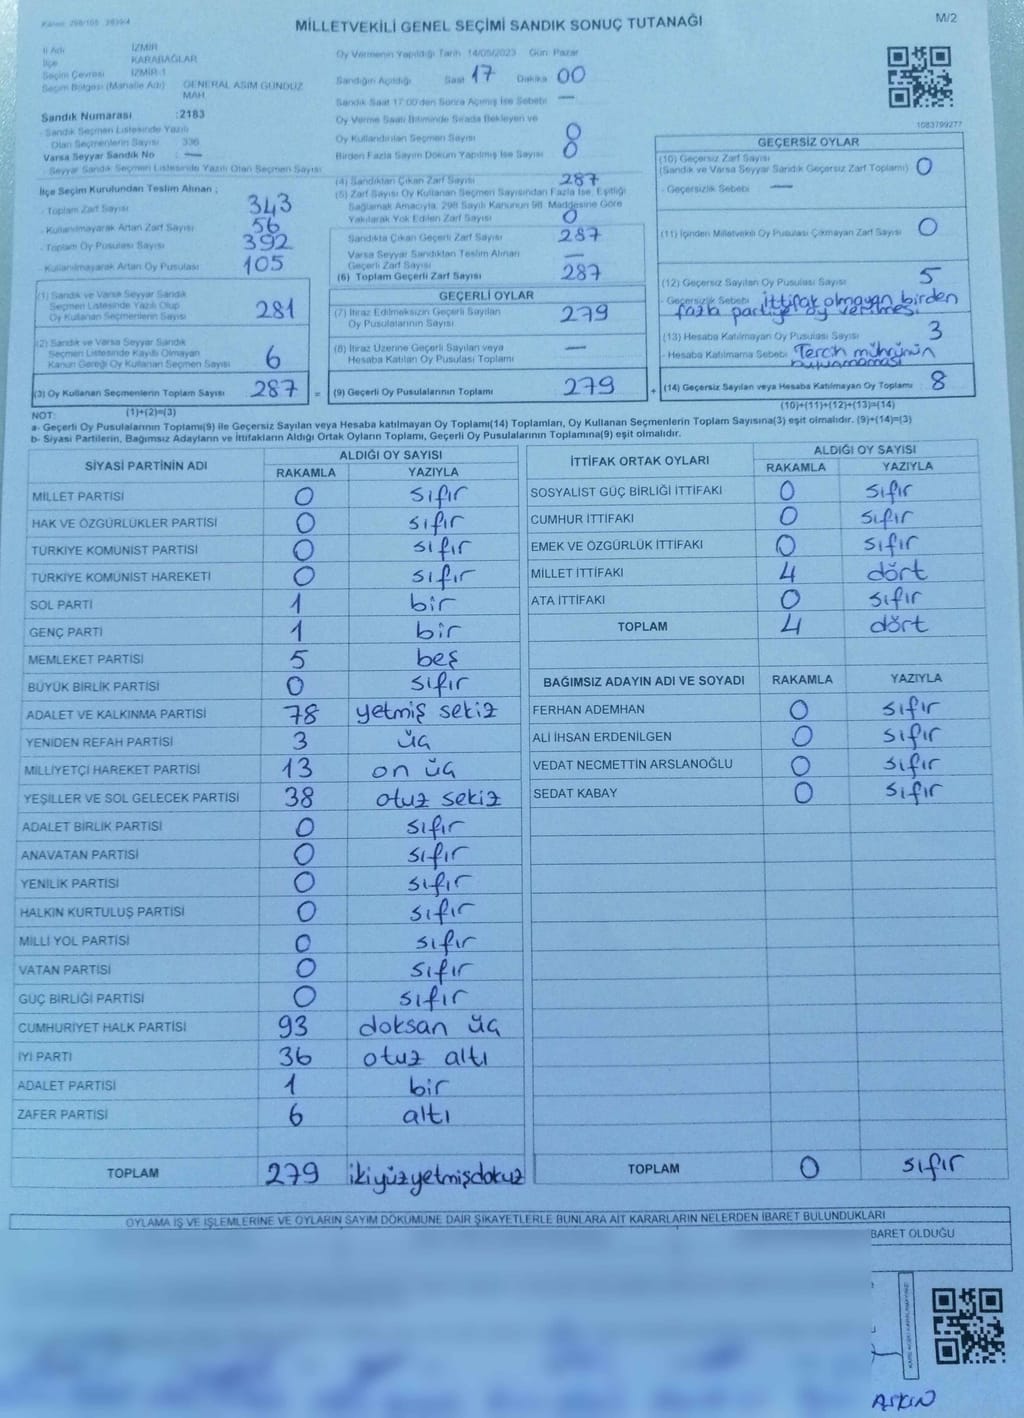 MİLLETVEKİLİ GENEL SEÇİMİ SANDIK SONUÇ TUTANAĞI
M/2
İl Adı İZMİR
İlçe KARABAĞLAR
Seçim Çevresi İZMİR-1
Seçim Bölgesi (Mahalle Adı) GENERAL ASIM GÜNDÜZ MAH.
Sandık Numarası :2183
Sandık Seçmen Listesinde Yazılı
Olan Seçmenlerin Sayısı 336
Varsa Seyyar Sandık No —
Seyyar Sandık Seçmen Listesinde Yazılı Olan Seçmen Sayısı
İlçe Seçim Kurulundan Teslim Alınan ;
- Toplam Zarf Sayısı 343
- Kullanılmayarak Artan Zarf Sayısı 56
- Toplam Oy Pusulası Sayısı 392
- Kullanılmayarak Artan Oy Pusulası 105
(1) Sandık ve Varsa Seyyar Sandık
Seçmen Listesinde Yazılı Olup
Oy Kullanan Seçmenlerin Sayısı 281
(2) Sandık ve Varsa Seyyar Sandık
Seçmen Listesinde Kayıtlı Olmayan
Kanun Gereği Oy Kullanan Seçmen Sayısı 6
(3) Oy Kullanan Seçmenlerin Toplam Sayısı 287 =
(1)+(2)=(3)
Oy Vermenin Yapıldığı Tarih 14/05/2023 Gün Pazar
Sandığın Açıldığı Saat 17 Dakika 00
Sandık Saat 17:00'den Sonra Açılmış İse Sebebi —
Oy Verme Saati Bitiminde Sırada Bekleyen ve
Oy Kullandırılan Seçmen Sayısı 8
Birden Fazla Sayım Döküm Yapılmış İse Sayısı
(4) Sandıktan Çıkan Zarf Sayısı 287
(5) Zarf Sayısı Oy Kullanan Seçmen Sayısından Fazla İse, Eşitliği
Sağlamak Amacıyla, 298 Sayılı Kanunun 98. Maddesine Göre
Yakılarak Yok Edilen Zarf Sayısı 0
Sandıkta Çıkan Geçerli Zarf Sayısı 287
Varsa Seyyar Sandıktan Teslim Alınan
Geçerli Zarf Sayısı —
(6) Toplam Geçerli Zarf Sayısı 287
GEÇERLİ OYLAR
(7) İtiraz Edilmeksizin Geçerli Sayılan
Oy Pusulalarının Sayısı 279
(8) İtiraz Üzerine Geçerli Sayılan veya
Hesaba Katılan Oy Pusulası Toplamı —
(9) Geçerli Oy Pusulalarının Toplamı 279 +
1083799277
GEÇERSİZ OYLAR
(10) Geçersiz Zarf Sayısı
(Sandık ve Varsa Seyyar Sandık Geçersiz Zarf Toplamı) 0
- Geçersizlik Sebebi —
(11) İçinden Milletvekili Oy Pusulası Çıkmayan Zarf Sayısı 0
(12) Geçersiz Sayılan Oy Pusulası Sayısı 5
- Geçersizlik Sebebi İttifak olmayan birden
fazla partiye oy verilmesi
(13) Hesaba Katılmayan Oy Pusulası Sayısı 3
- Hesaba Katılmama Sebebi Tercih mührünün
bulunmaması
(14) Geçersiz Sayılan veya Hesaba Katılmayan Oy Toplamı 8
(10)+(11)+(12)+(13)=(14)
NOT:
a- Geçerli Oy Pusulalarının Toplamı(9) ile Geçersiz Sayılan veya Hesaba katılmayan Oy Toplamı(14) Toplamları, Oy Kullanan Seçmenlerin Toplam Sayısına(3) eşit olmalıdır. (9)+(14)=(3)
b- Siyasi Partilerin, Bağımsız Adayların ve İttifakların Aldığı Ortak Oyların Toplamı, Geçerli Oy Pusulalarının Toplamına(9) eşit olmalıdır.
SİYASİ PARTİNİN ADI ALDIĞI OY SAYISI
RAKAMLA YAZIYLA
MİLLET PARTİSİ 0 sıfır
HAK VE ÖZGÜRLÜKLER PARTİSİ 0 sıfır
TÜRKİYE KOMÜNİST PARTİSİ 0 sıfır
TÜRKİYE KOMÜNİST HAREKETİ 0 sıfır
SOL PARTİ 1 bir
GENÇ PARTİ 1 bir
MEMLEKET PARTİSİ 5 beş
BÜYÜK BİRLİK PARTİSİ 0 sıfır
ADALET VE KALKINMA PARTİSİ 78 yetmiş sekiz
YENİDEN REFAH PARTİSİ 3 üç
MİLLİYETÇİ HAREKET PARTİSİ 13 on üç
YEŞİLLER VE SOL GELECEK PARTİSİ 38 otuz sekiz
ADALET BİRLİK PARTİSİ 0 sıfır
ANAVATAN PARTİSİ 0 sıfır
YENİLİK PARTİSİ 0 sıfır
HALKIN KURTULUŞ PARTİSİ 0 sıfır
MİLLİ YOL PARTİSİ 0 sıfır
VATAN PARTİSİ 0 sıfır
GÜÇ BİRLİĞİ PARTİSİ 0 sıfır
CUMHURİYET HALK PARTİSİ 93 doksan üç
İYİ PARTİ 36 otuz altı
ADALET PARTİSİ 1 bir
ZAFER PARTİSİ 6 altı
TOPLAM 279 ikiyüzyetmişdokuz
İTTİFAK ORTAK OYLARI ALDIĞI OY SAYISI
RAKAMLA YAZIYLA
SOSYALİST GÜÇ BİRLİĞİ İTTİFAKI 0 sıfır
CUMHUR İTTİFAKI 0 sıfır
EMEK VE ÖZGÜRLÜK İTTİFAKI 0 sıfır
MİLLET İTTİFAKI 4 dört
ATA İTTİFAKI 0 sıfır
TOPLAM 4 dört
BAĞIMSIZ ADAYIN ADI VE SOYADI RAKAMLA YAZIYLA
FERHAN ADEMHAN 0 sıfır
ALİ İHSAN ERDENİLGEN 0 sıfır
VEDAT NECMETTİN ARSLANOĞLU 0 sıfır
SEDAT KABAY 0 sıfır
TOPLAM 0 sıfır
OYLAMA İŞ VE İŞLEMLERİNE VE OYLARIN SAYIM DÖKÜMÜNE DAİR ŞİKAYETLERLE BUNLARA AİT KARARLARIN NELERDEN İBARET BULUNDUKLARI
BARET OLDUĞU
AŞKIN